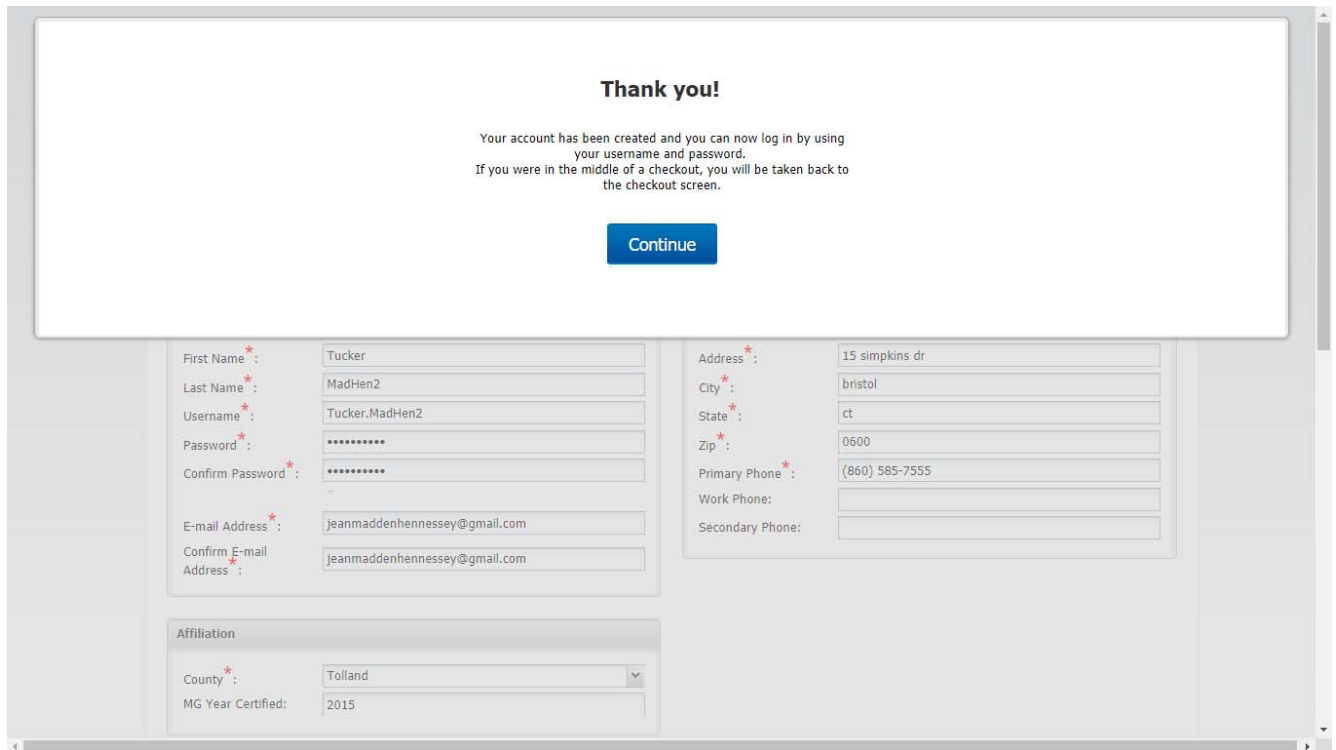 Thank you!
Your account has been created and you can now log in by using
your username and password.
If you were in the middle of a checkout, you will be taken back to
the checkout screen.
Continue
First Name*: Tucker
Last Name*: MadHen2
Username*: Tucker.MadHen2
Password*: ••••••••••
Confirm Password*: ••••••••••
E-mail Address*: jeanmaddenhennessey@gmail.com
Confirm E-mail
Address*: jeanmaddenhennessey@gmail.com
Address*: 15 simpkins dr
City*: bristol
State*: ct
Zip*: 0600
Primary Phone*: (860) 585-7555
Work Phone:
Secondary Phone:
Affiliation
County*: Tolland
MG Year Certified: 2015